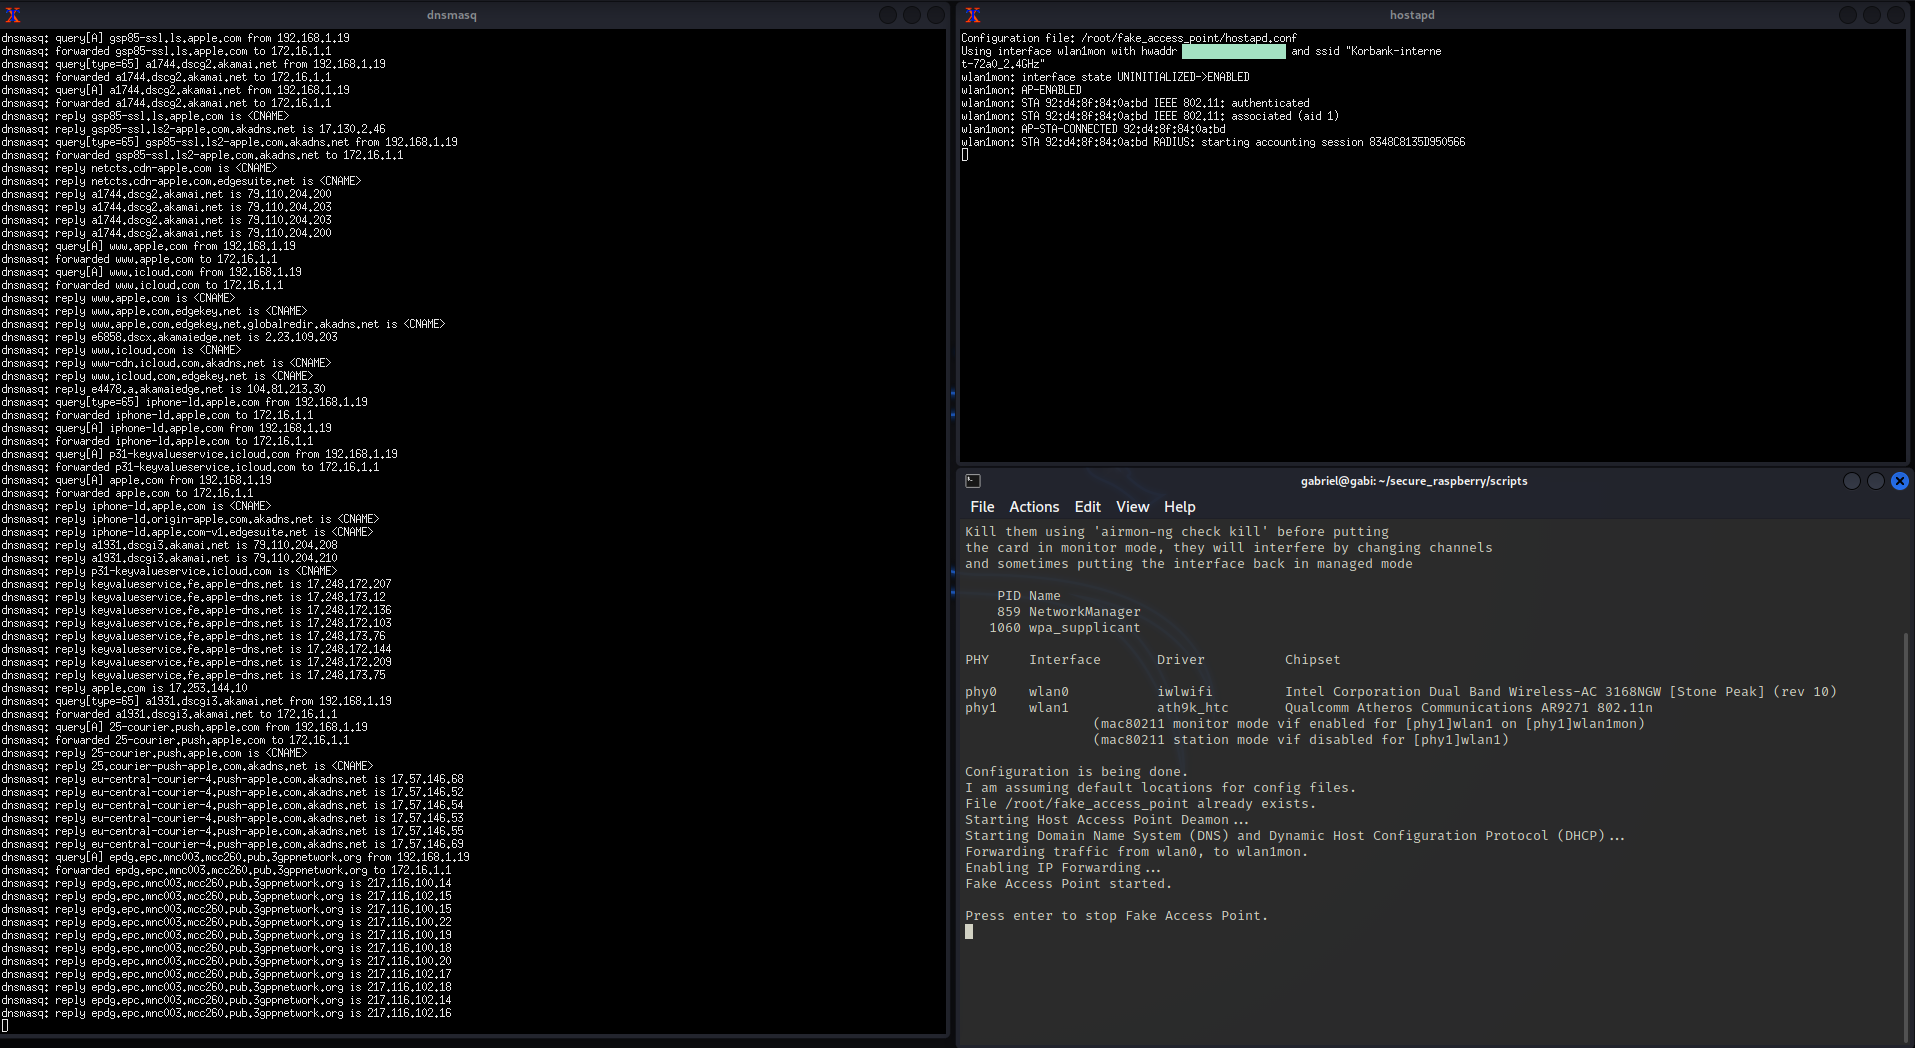 dnsmasq
dnsmasq: query[A] gsp85-ssl.ls.apple.com from 192.168.1.19
dnsmasq: forwarded gsp85-ssl.ls.apple.com to 172.16.1.1
dnsmasq: query[type=65] a1744.dscg2.akamai.net from 192.168.1.19
dnsmasq: forwarded a1744.dscg2.akamai.net to 172.16.1.1
dnsmasq: query[A] a1744.dscg2.akamai.net from 192.168.1.19
dnsmasq: forwarded a1744.dscg2.akamai.net to 172.16.1.1
dnsmasq: reply gsp85-ssl.ls.apple.com is <CNAME>
dnsmasq: reply gsp85-ssl.ls2-apple.com.akadns.net is 17.130.2.46
dnsmasq: query[type=65] gsp85-ssl.ls2-apple.com.akadns.net from 192.168.1.19
dnsmasq: forwarded gsp85-ssl.ls2-apple.com.akadns.net to 172.16.1.1
dnsmasq: reply netcts.cdn-apple.com is <CNAME>
dnsmasq: reply netcts.cdn-apple.com.edgesuite.net is <CNAME>
dnsmasq: reply a1744.dscg2.akamai.net is 79.110.204.200
dnsmasq: reply a1744.dscg2.akamai.net is 79.110.204.203
dnsmasq: reply a1744.dscg2.akamai.net is 79.110.204.203
dnsmasq: reply a1744.dscg2.akamai.net is 79.110.204.200
dnsmasq: query[A] www.apple.com from 192.168.1.19
dnsmasq: forwarded www.apple.com to 172.16.1.1
dnsmasq: query[A] www.icloud.com from 192.168.1.19
dnsmasq: forwarded www.icloud.com to 172.16.1.1
dnsmasq: reply www.apple.com is <CNAME>
dnsmasq: reply www.apple.com.edgekey.net is <CNAME>
dnsmasq: reply www.apple.com.edgekey.net.globalredir.akadns.net is <CNAME>
dnsmasq: reply e6858.dscx.akamaiedge.net is 2.23.109.203
dnsmasq: reply www.icloud.com is <CNAME>
dnsmasq: reply www-cdn.icloud.com.akadns.net is <CNAME>
dnsmasq: reply www.icloud.com.edgekey.net is <CNAME>
dnsmasq: reply e4478.a.akamaiedge.net is 104.81.213.30
dnsmasq: query[type=65] iphone-ld.apple.com from 192.168.1.19
dnsmasq: forwarded iphone-ld.apple.com to 172.16.1.1
dnsmasq: query[A] iphone-ld.apple.com from 192.168.1.19
dnsmasq: forwarded iphone-ld.apple.com to 172.16.1.1
dnsmasq: query[A] p31-keyvalueservice.icloud.com from 192.168.1.19
dnsmasq: forwarded p31-keyvalueservice.icloud.com to 172.16.1.1
dnsmasq: query[A] apple.com from 192.168.1.19
dnsmasq: forwarded apple.com to 172.16.1.1
dnsmasq: reply iphone-ld.apple.com is <CNAME>
dnsmasq: reply iphone-ld.origin-apple.com.akadns.net is <CNAME>
dnsmasq: reply iphone-ld.apple.com-v1.edgesuite.net is <CNAME>
dnsmasq: reply a1931.dscgi3.akamai.net is 79.110.204.208
dnsmasq: reply a1931.dscgi3.akamai.net is 79.110.204.210
dnsmasq: reply p31-keyvalueservice.icloud.com is <CNAME>
dnsmasq: reply keyvalueservice.fe.apple-dns.net is 17.248.172.207
dnsmasq: reply keyvalueservice.fe.apple-dns.net is 17.248.173.12
dnsmasq: reply keyvalueservice.fe.apple-dns.net is 17.248.172.136
dnsmasq: reply keyvalueservice.fe.apple-dns.net is 17.248.172.103
dnsmasq: reply keyvalueservice.fe.apple-dns.net is 17.248.173.76
dnsmasq: reply keyvalueservice.fe.apple-dns.net is 17.248.172.144
dnsmasq: reply keyvalueservice.fe.apple-dns.net is 17.248.172.209
dnsmasq: reply keyvalueservice.fe.apple-dns.net is 17.248.173.75
dnsmasq: reply apple.com is 17.253.144.10
dnsmasq: query[type=65] a1931.dscgi3.akamai.net from 192.168.1.19
dnsmasq: forwarded a1931.dscgi3.akamai.net to 172.16.1.1
dnsmasq: query[A] 25-courier.push.apple.com from 192.168.1.19
dnsmasq: forwarded 25-courier.push.apple.com to 172.16.1.1
dnsmasq: reply 25-courier.push.apple.com is <CNAME>
dnsmasq: reply 25.courier-push-apple.com.akadns.net is <CNAME>
dnsmasq: reply eu-central-courier-4.push-apple.com.akadns.net is 17.57.146.68
dnsmasq: reply eu-central-courier-4.push-apple.com.akadns.net is 17.57.146.52
dnsmasq: reply eu-central-courier-4.push-apple.com.akadns.net is 17.57.146.54
dnsmasq: reply eu-central-courier-4.push-apple.com.akadns.net is 17.57.146.53
dnsmasq: reply eu-central-courier-4.push-apple.com.akadns.net is 17.57.146.55
dnsmasq: reply eu-central-courier-4.push-apple.com.akadns.net is 17.57.146.69
dnsmasq: query[A] epdg.epc.mnc003.mcc260.pub.3gppnetwork.org from 192.168.1.19
dnsmasq: forwarded epdg.epc.mnc003.mcc260.pub.3gppnetwork.org to 172.16.1.1
dnsmasq: reply epdg.epc.mnc003.mcc260.pub.3gppnetwork.org is 217.116.100.14
dnsmasq: reply epdg.epc.mnc003.mcc260.pub.3gppnetwork.org is 217.116.102.15
dnsmasq: reply epdg.epc.mnc003.mcc260.pub.3gppnetwork.org is 217.116.100.15
dnsmasq: reply epdg.epc.mnc003.mcc260.pub.3gppnetwork.org is 217.116.100.22
dnsmasq: reply epdg.epc.mnc003.mcc260.pub.3gppnetwork.org is 217.116.100.19
dnsmasq: reply epdg.epc.mnc003.mcc260.pub.3gppnetwork.org is 217.116.100.18
dnsmasq: reply epdg.epc.mnc003.mcc260.pub.3gppnetwork.org is 217.116.100.20
dnsmasq: reply epdg.epc.mnc003.mcc260.pub.3gppnetwork.org is 217.116.102.17
dnsmasq: reply epdg.epc.mnc003.mcc260.pub.3gppnetwork.org is 217.116.102.18
dnsmasq: reply epdg.epc.mnc003.mcc260.pub.3gppnetwork.org is 217.116.102.14
dnsmasq: reply epdg.epc.mnc003.mcc260.pub.3gppnetwork.org is 217.116.102.16
hostapd
Configuration file: /root/fake_access_point/hostapd.conf
Using interface wlan1mon with hwaddr and ssid "Korbank-interne
t-72a0_2.4GHz"
wlan1mon: interface state UNINITIALIZED->ENABLED
wlan1mon: AP-ENABLED
wlan1mon: STA 92:d4:8f:84:0a:bd IEEE 802.11: authenticated
wlan1mon: STA 92:d4:8f:84:0a:bd IEEE 802.11: associated (aid 1)
wlan1mon: AP-STA-CONNECTED 92:d4:8f:84:0a:bd
wlan1mon: STA 92:d4:8f:84:0a:bd RADIUS: starting accounting session 8348C8135D950566
gabriel@gabi: ~/secure_raspberry/scripts
File Actions Edit View Help
Kill them using 'airmon-ng check kill' before putting
the card in monitor mode, they will interfere by changing channels
and sometimes putting the interface back in managed mode
PID Name
859 NetworkManager
1060 wpa_supplicant
PHY Interface Driver Chipset
phy0 wlan0 iwlwifi Intel Corporation Dual Band Wireless-AC 3168NGW [Stone Peak] (rev 10)
phy1 wlan1 ath9k_htc Qualcomm Atheros Communications AR9271 802.11n
(mac80211 monitor mode vif enabled for [phy1]wlan1 on [phy1]wlan1mon)
(mac80211 station mode vif disabled for [phy1]wlan1)
Configuration is being done.
I am assuming default locations for config files.
File /root/fake_access_point already exists.
Starting Host Access Point Deamon...
Starting Domain Name System (DNS) and Dynamic Host Configuration Protocol (DHCP)...
Forwarding traffic from wlan0, to wlan1mon.
Enabling IP Forwarding...
Fake Access Point started.
Press enter to stop Fake Access Point.